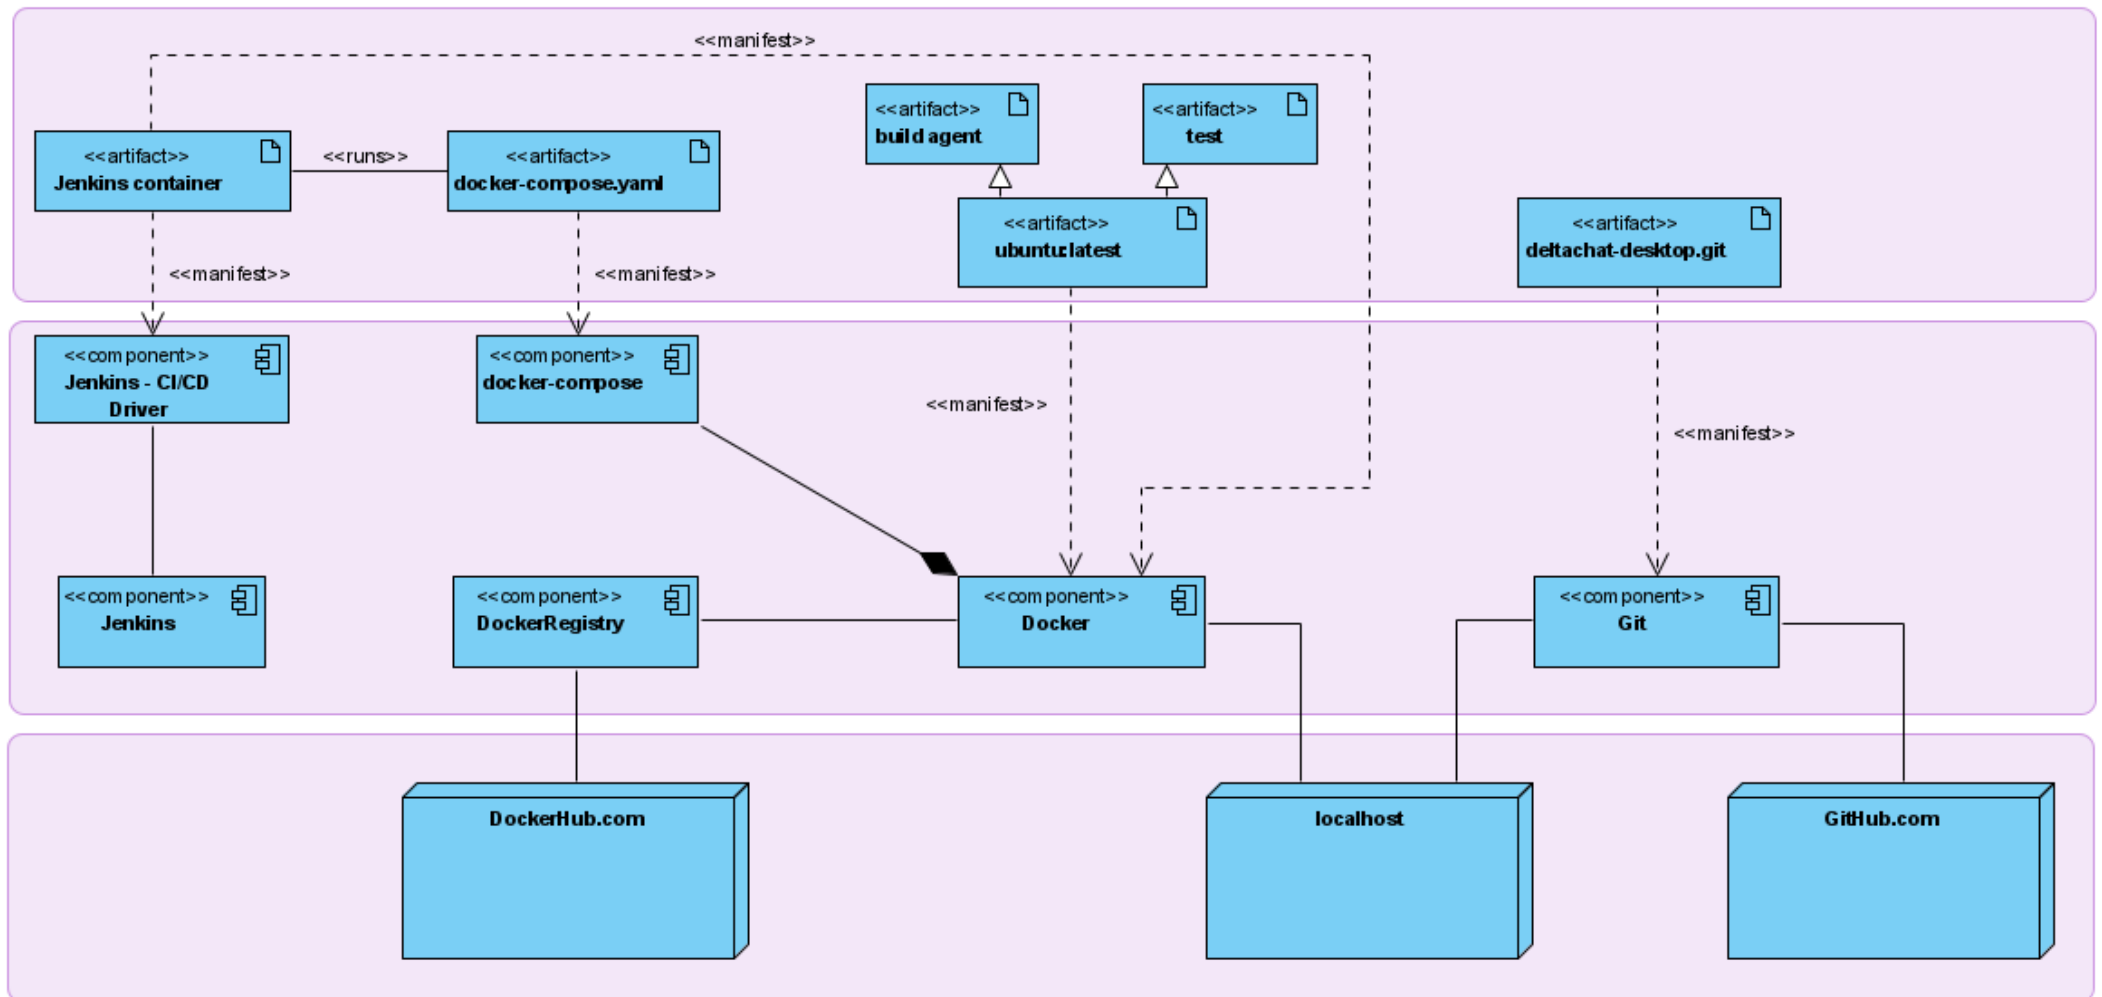 <<manifest>>
<<artifact>>
build agent
<<artifact>>
test
<<artifact>>
Jenkins container
<<runs>>
<<artifact>>
docker-compose.yaml
<<artifact>>
ubuntu:latest
<<artifact>>
deltachat-desktop.git
<<manifest>>
<<manifest>>
<<component>>
Jenkins - CI/CD
Driver
<<component>>
docker-compose
<<manifest>>
<<manifest>>
<<component>>
Jenkins
<<component>>
DockerRegistry
<<component>>
Docker
<<component>>
Git
DockerHub.com
localhost
GitHub.com